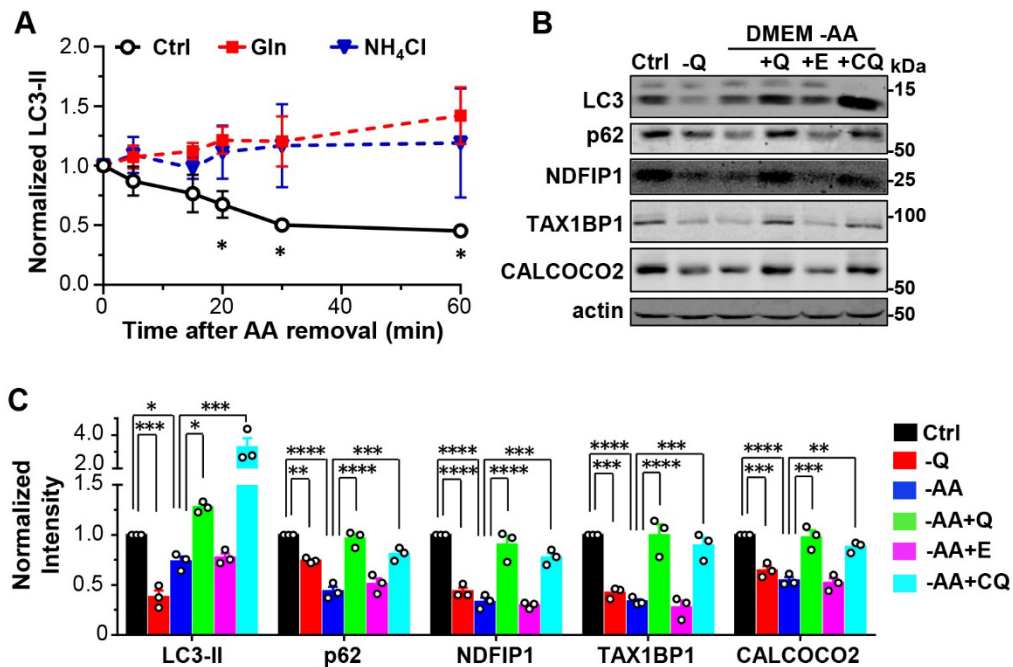 A
Normalized LC3-II
2.0
1.5
1.0
0.5
0.0
0 20 40 60
Time after AA removal (min)
Ctrl Gln NH4Cl
* * *
B
DMEM -AA
Ctrl -Q +Q +E +CQ kDa
LC3 -15
p62 -50
NDFIP1 -25
TAX1BP1 -100
CALCOCO2 -50
actin -50
C
Normalized Intensity
4.0
2.0
1.5
1.0
0.5
0
* *** *** *
**** *** ** ****
**** *** **** ****
**** *** *** ****
**** ** *** ***
LC3-II p62 NDFIP1 TAX1BP1 CALCOCO2
Ctrl
-Q
-AA
-AA+Q
-AA+E
-AA+CQ